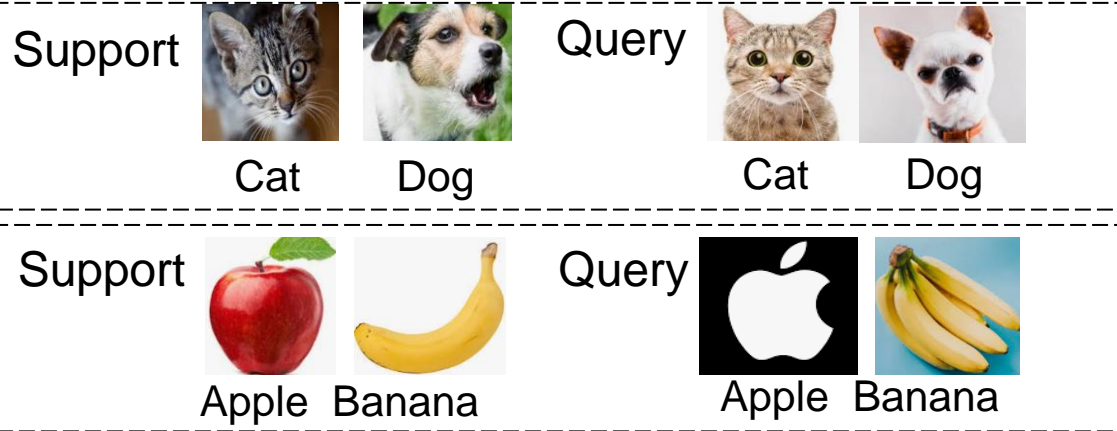 Support
Query
Cat Dog
Cat Dog
Support
Query
Apple Banana
Apple Banana